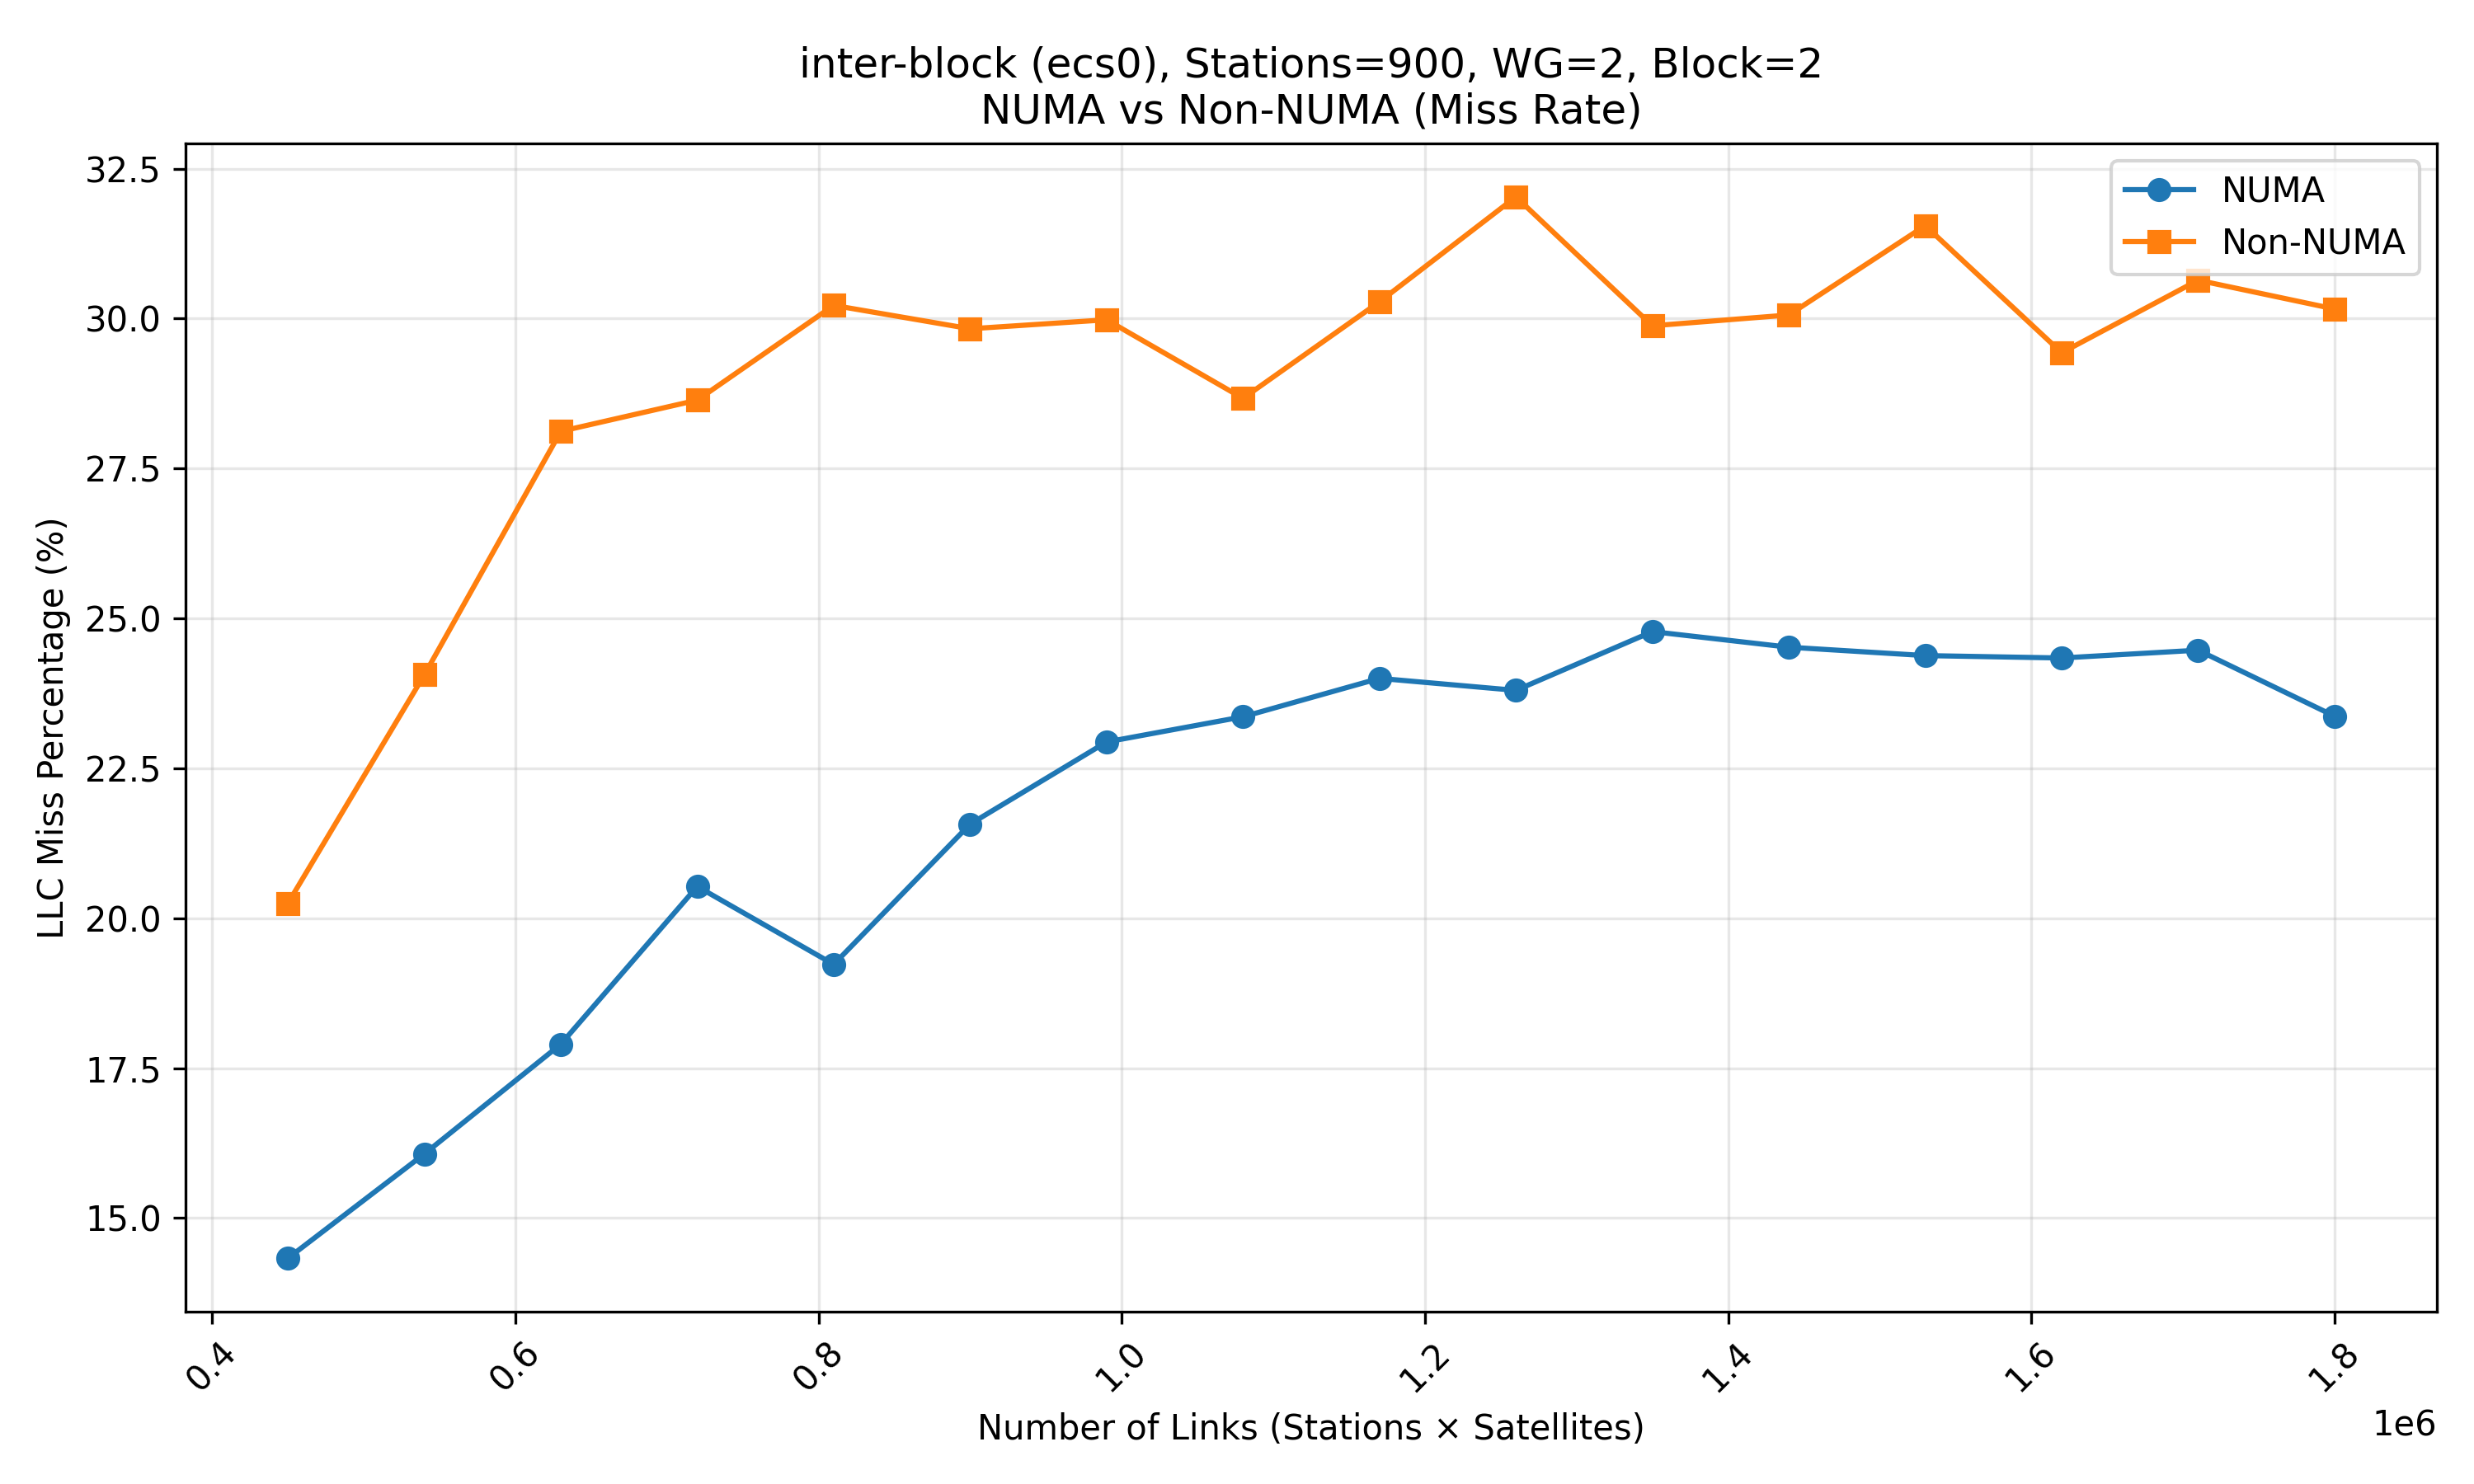 inter-block (ecs0), Stations=900, WG=2, Block=2
NUMA vs Non-NUMA (Miss Rate)
NUMA
Non-NUMA
LLC Miss Percentage (%)
32.5
30.0
27.5
25.0
22.5
20.0
17.5
15.0
0.4
0.6
0.8
1.0
1.2
1.4
1.6
1.8
1e6
Number of Links (Stations × Satellites)